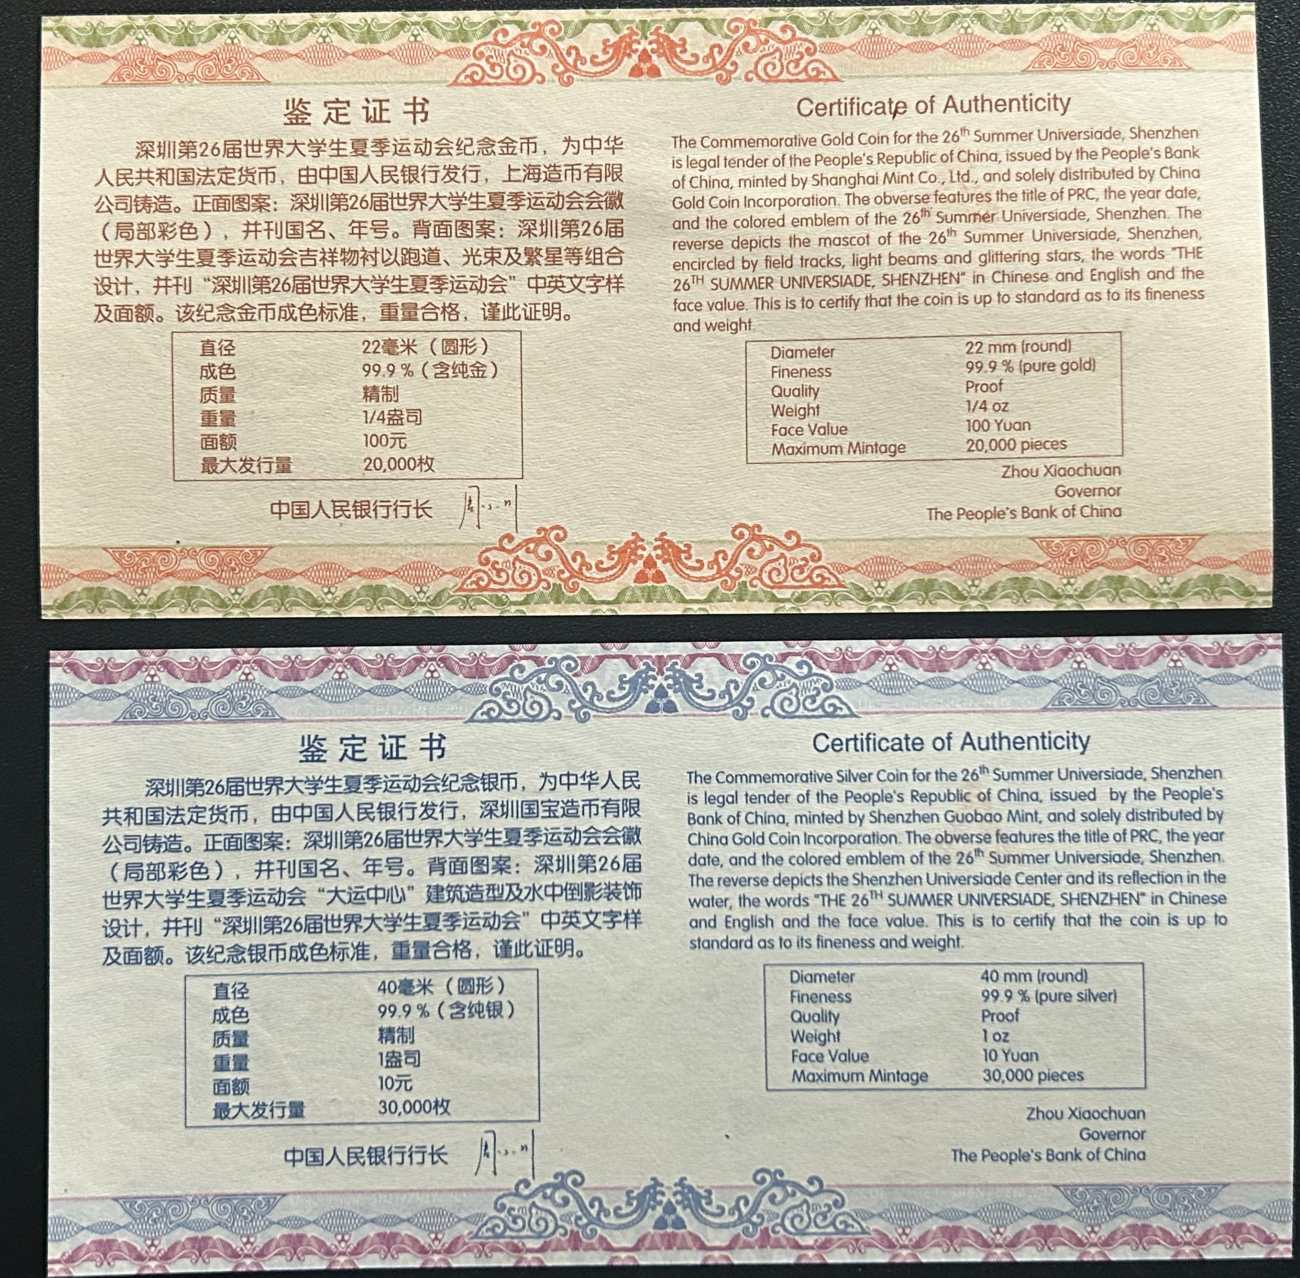 鉴定证书
深圳第26届世界大学生夏季运动会纪念金币，为中华
人民共和国法定货币，由中国人民银行发行，上海造币有限
公司铸造。正面图案：深圳第26届世界大学生夏季运动会会徽
（局部彩色），并刊国名、年号。背面图案：深圳第26届
世界大学生夏季运动会吉祥物衬以跑道、光束及繁星等组合
设计，并刊“深圳第26届世界大学生夏季运动会”中英文字样
及面额。该纪念金币成色标准，重量合格，谨此证明。
直径 22毫米（圆形）
成色 99.9％（含纯金）
质量 精制
重量 1/4盎司
面额 100元
最大发行量 20,000枚
中国人民银行行长
Certificate of Authenticity
The Commemorative Gold Coin for the 26th Summer Universiade, Shenzhen
is legal tender of the People's Republic of China, issued by the People's Bank
of China, minted by Shanghai Mint Co., Ltd., and solely distributed by China
Gold Coin Incorporation. The obverse features the title of PRC, the year date,
and the colored emblem of the 26th Summer Universiade, Shenzhen. The
reverse depicts the mascot of the 26th Summer Universiade, Shenzhen,
encircled by field tracks, light beams and glittering stars, the words "THE
26TH SUMMER UNIVERSIADE, SHENZHEN" in Chinese and English and the
face value. This is to certify that the coin is up to standard as to its fineness
and weight.
Diameter 22 mm (round)
Fineness 99.9 % (pure gold)
Quality Proof
Weight 1/4 oz
Face Value 100 Yuan
Maximum Mintage 20,000 pieces
Zhou Xiaochuan
Governor
The People's Bank of China
鉴定证书
深圳第26届世界大学生夏季运动会纪念银币，为中华人民
共和国法定货币，由中国人民银行发行，深圳国宝造币有限
公司铸造。正面图案：深圳第26届世界大学生夏季运动会会徽
（局部彩色），并刊国名、年号。背面图案：深圳第26届
世界大学生夏季运动会“大运中心”建筑造型及水中倒影装饰
设计，并刊“深圳第26届世界大学生夏季运动会”中英文字样
及面额。该纪念银币成色标准，重量合格，谨此证明。
直径 40毫米（圆形）
成色 99.9％（含纯银）
质量 精制
重量 1盎司
面额 10元
最大发行量 30,000枚
中国人民银行行长
Certificate of Authenticity
The Commemorative Silver Coin for the 26th Summer Universiade, Shenzhen
is legal tender of the People's Republic of China, issued by the People's
Bank of China, minted by Shenzhen Guobao Mint, and solely distributed by
China Gold Coin Incorporation. The obverse features the title of PRC, the year
date, and the colored emblem of the 26th Summer Universiade, Shenzhen.
The reverse depicts the Shenzhen Universiade Center and its reflection in the
water, the words "THE 26TH SUMMER UNIVERSIADE, SHENZHEN" in Chinese
and English and the face value. This is to certify that the coin is up to
standard as to its fineness and weight.
Diameter 40 mm (round)
Fineness 99.9 % (pure silver)
Quality Proof
Weight 1 oz
Face Value 10 Yuan
Maximum Mintage 30,000 pieces
Zhou Xiaochuan
Governor
The People's Bank of China